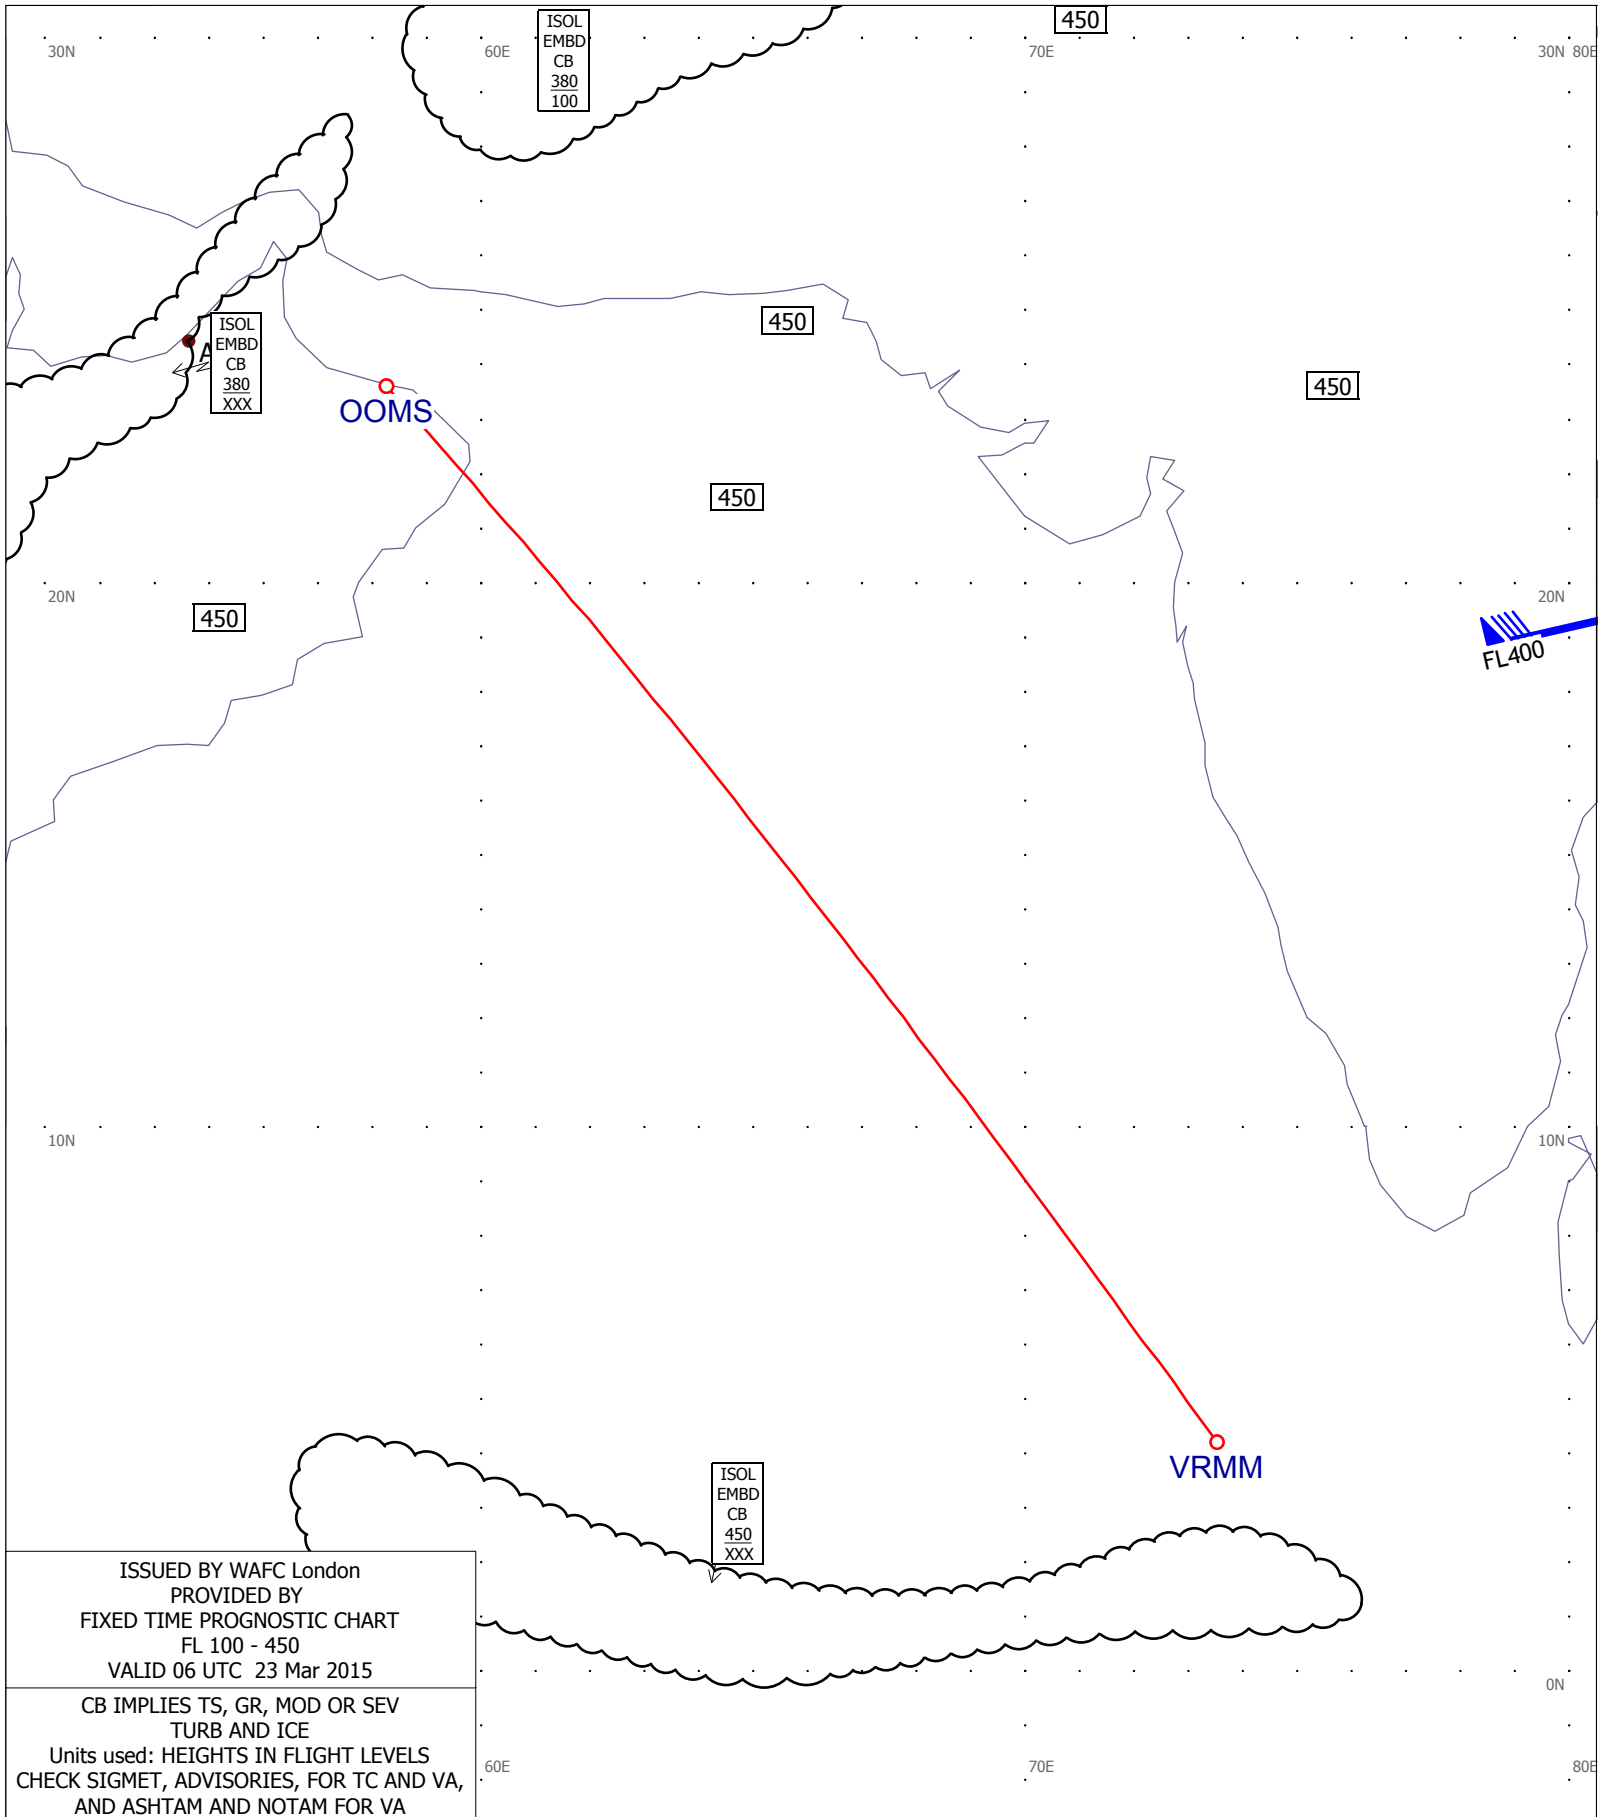 450
30N
ISOL
EMBD
CB
380
100
60E
70E
30N 80E
450
ISOL
EMBD
CB
380
XXX
A
450
OOMS
450
20N
20N
450
FL400
10N
10N
VRMM
ISOL
EMBD
CB
450
XXX
ISSUED BY WAFC London
PROVIDED BY
FIXED TIME PROGNOSTIC CHART
FL 100 - 450
VALID 06 UTC 23 Mar 2015
0N
CB IMPLIES TS, GR, MOD OR SEV
TURB AND ICE
Units used: HEIGHTS IN FLIGHT LEVELS
CHECK SIGMET, ADVISORIES, FOR TC AND VA,
AND ASHTAM AND NOTAM FOR VA
60E
70E
80E